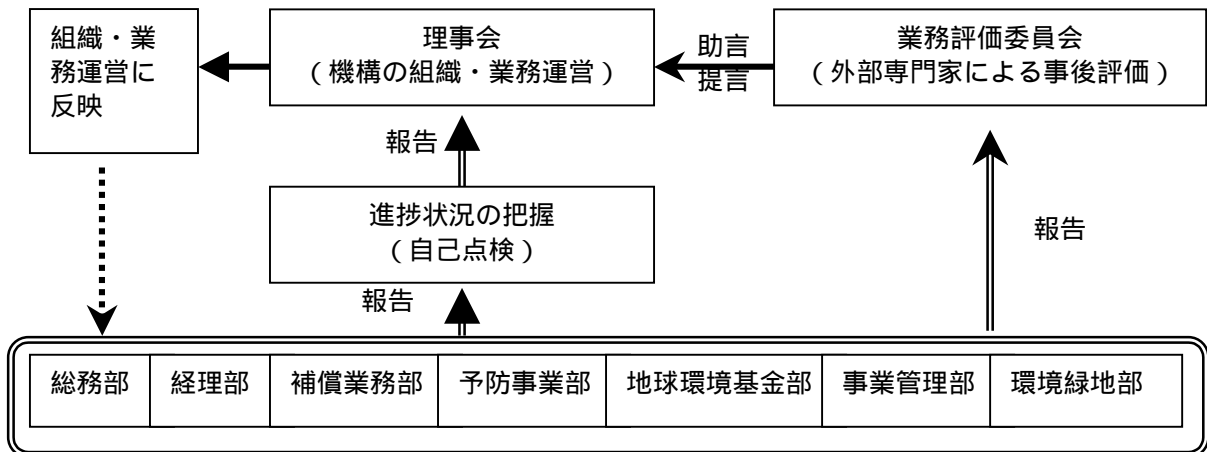 組織・業
務運営に
反映
理事会
（機構の組織・業務運営）
助言
提言
業務評価委員会
（外部専門家による事後評価）
報告
進捗状況の把握
（自己点検）
報告
報告
総務部
経理部
補償業務部
予防事業部
地球環境基金部
事業管理部
環境緑地部